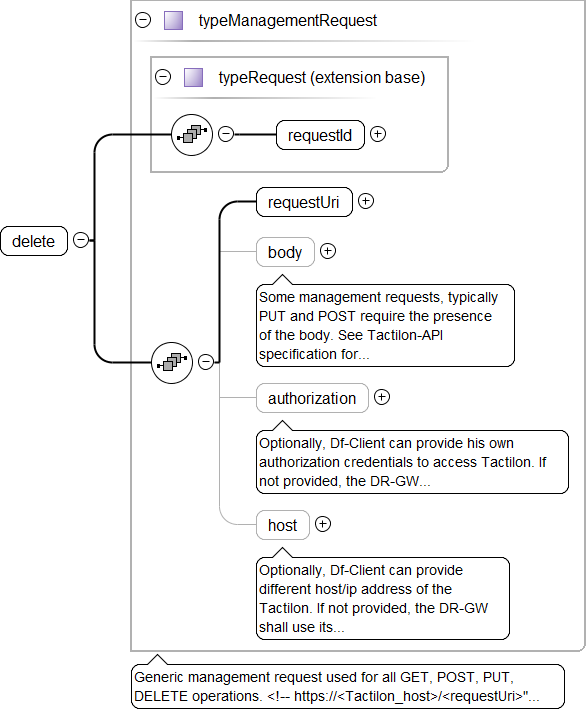 typeManagementRequest
typeRequest (extension base)
requestId
requestUri
delete
body
Some management requests, typically
PUT and POST require the presence
of the body. See Tactilon-API
specification for...
authorization
Optionally, Df-Client can provide his own
authorization credentials to access Tactilon. If
not provided, the DR-GW...
host
Optionally, Df-Client can provide
different host/ip address of the
Tactilon. If not provided, the DR-GW
shall use its...
Generic management request used for all GET, POST, PUT,
DELETE operations. <!-- https://<Tactilon_host>/<requestUri>"...